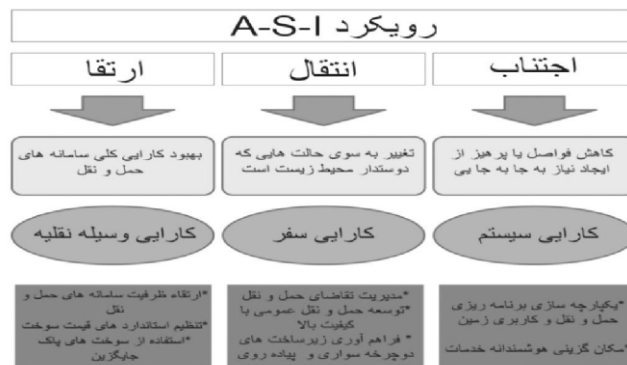 رویکرد A-S-I
اجتناب
انتقال
ارتقا
کاهش فواصل یا پرهیز از
ایجاد نیاز به جا به جا یی
تغییر به سوی حالت هایی که
دوستدار محیط زیست است
بهبود کارایی کلی سامانه های
حمل و نقل
کارایی سیستم
کارایی سفر
کارایی وسیله نقلیه
*یکپارچه سازی برنامه ریزی
حمل و نقل و کاربری زمین
*مکان گزینی هوشمندانه خدمات
*مدیریت تقاضای حمل و نقل
*توسعه حمل و نقل عمومی با
کیفیت بالا
* فراهم آوری زیرساخت های
دوچرخه سواری و پیاده روی
*ارتقاء ظرفیت سامانه های حمل و
نقل
*تنظیم استاندارد های قیمت سوخت
*استفاده از سوخت های پاک
جایگزین